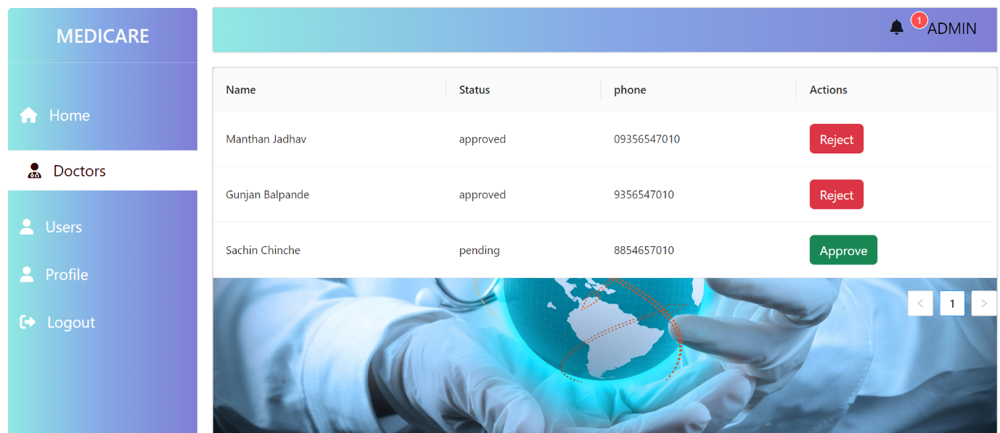 MEDICARE
Home
Doctors
Users
Profile
Logout
1
ADMIN
Name Status phone Actions
Manthan Jadhav approved 09356547010 Reject
Gunjan Balpande approved 9356547010 Reject
Sachin Chinche pending 8854657010 Approve
< 1 >